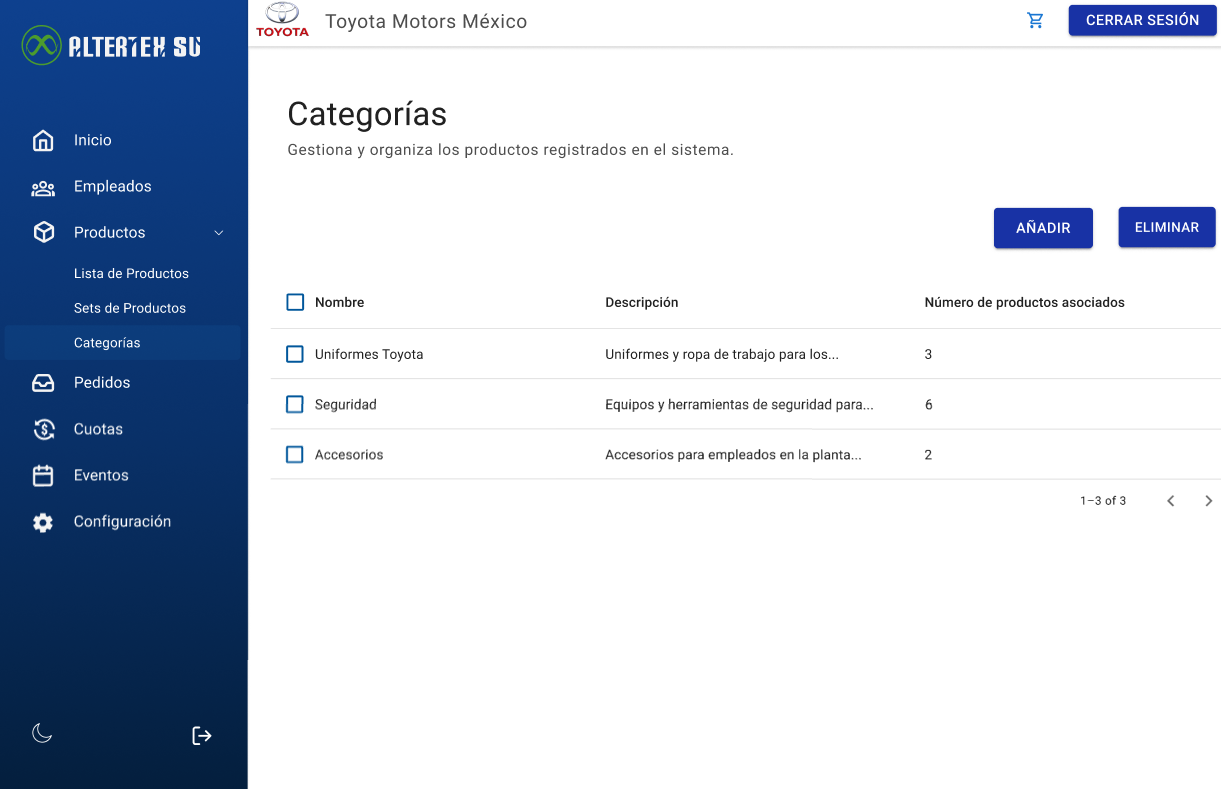 ALTERTEX SU
TOYOTA
Toyota Motors México
CERRAR SESIÓN
Inicio
Empleados
Productos
Lista de Productos
Sets de Productos
Categorías
Pedidos
Cuotas
Eventos
Configuración
Categorías
Gestiona y organiza los productos registrados en el sistema.
AÑADIR
ELIMINAR
Nombre Descripción Número de productos asociados
Uniformes Toyota Uniformes y ropa de trabajo para los... 3
Seguridad Equipos y herramientas de seguridad para... 6
Accesorios Accesorios para empleados en la planta... 2
1–3 of 3